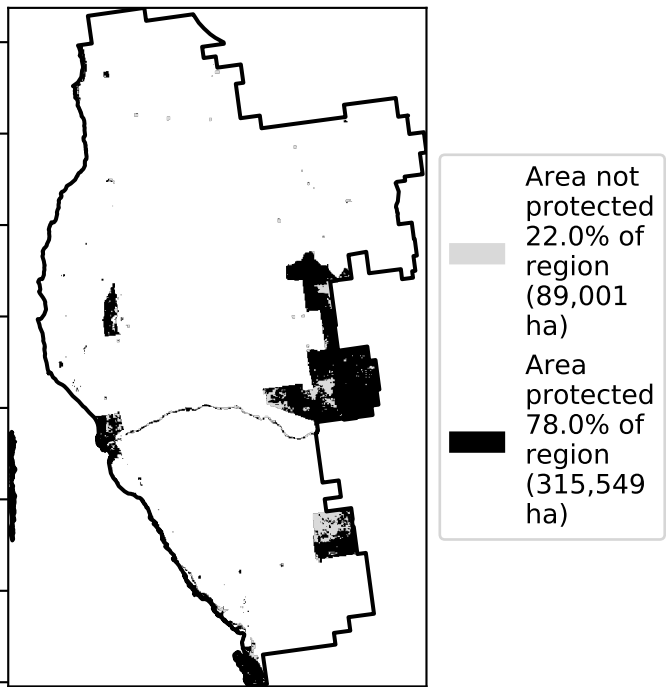 Area not
protected
22.0% of
region
(89,001
ha)
Area
protected
78.0% of
region
(315,549
ha)